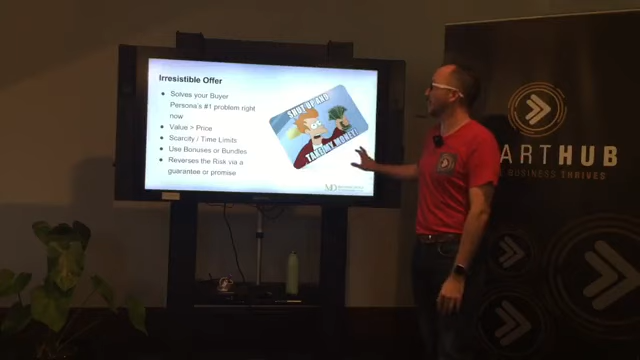 Irresistible Offer
● Solves your Buyer
Persona's #1 problem right
now
● Value > Price
● Scarcity / Time Limits
● Use Bonuses or Bundles
● Reverses the Risk via a
guarantee or promise
SHUT UP AND
TAKE MY MONEY!
ARTHUB
BUSINESS THRIVES